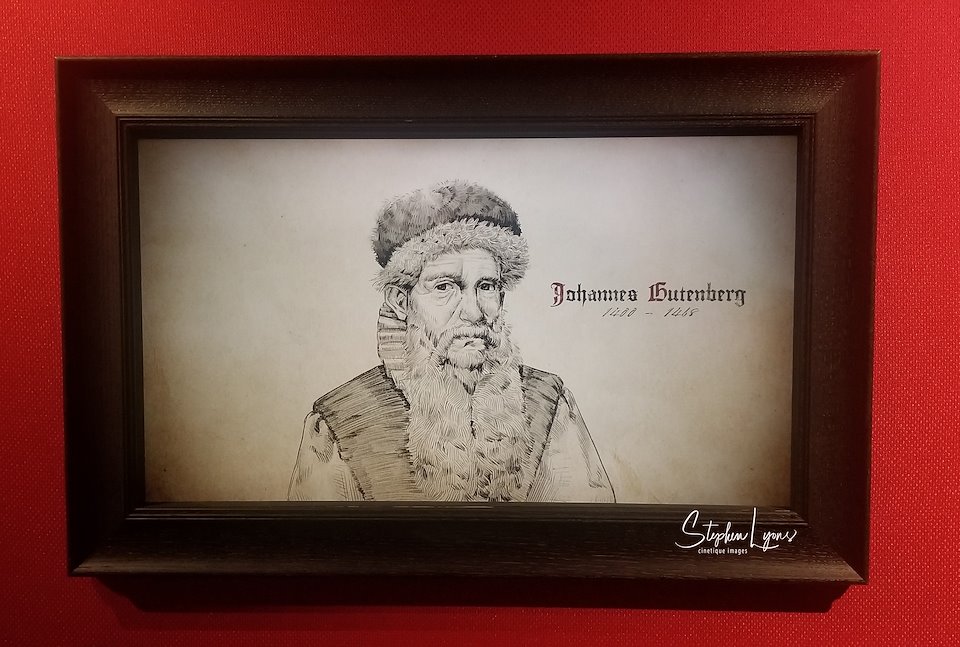 Johannes Gutenberg
1400 - 1468
Stephen Lyons
cinetique images